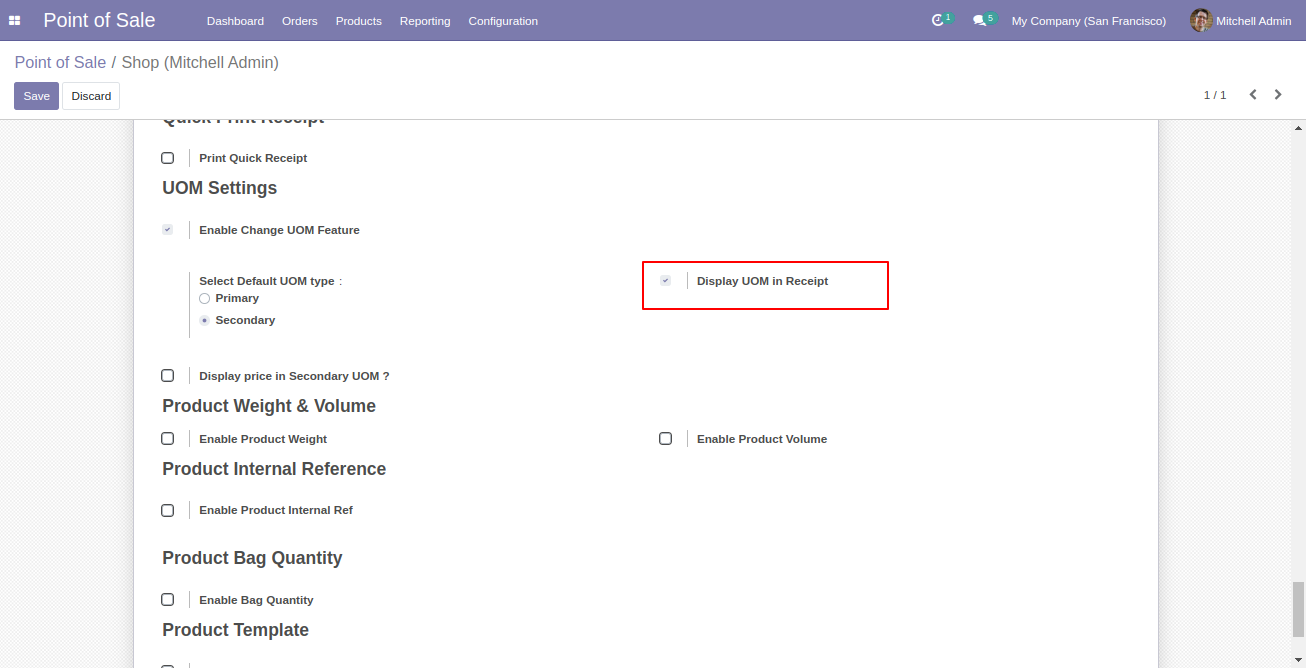 Point of Sale Dashboard Orders Products Reporting Configuration 1 5 My Company (San Francisco) Mitchell Admin
Point of Sale / Shop (Mitchell Admin)
Save Discard 1 / 1
Quick Print Receipt
Print Quick Receipt
UOM Settings
Enable Change UOM Feature
Select Default UOM type : Display UOM in Receipt
Primary
Secondary
Display price in Secondary UOM ?
Product Weight & Volume
Enable Product Weight Enable Product Volume
Product Internal Reference
Enable Product Internal Ref
Product Bag Quantity
Enable Bag Quantity
Product Template